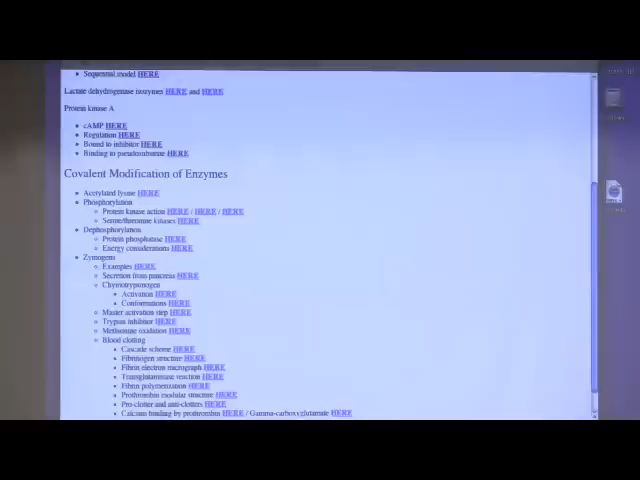 Sequential model HERE
Lactate dehydrogenase isozymes HERE and HERE
Protein kinase A
cAMP HERE
Regulation HERE
Bound to inhibitor HERE
Binding to pseudosubstrate HERE
Covalent Modification of Enzymes
Acetylated lysine HERE
Phosphorylation
Protein kinase action HERE / HERE / HERE
Serine/threonine kinases HERE
Dephosphorylation
Protein phosphatase HERE
Energy considerations HERE
Zymogens
Examples HERE
Secretion from pancreas HERE
Chymotrypsinogen
Activation HERE
Conformations HERE
Master activation step HERE
Trypsin inhibitor HERE
Methionine oxidation HERE
Blood clotting
Cascade scheme HERE
Fibrinogen structure HERE
Fibrin electron micrograph HERE
Transglutaminase reaction HERE
Fibrin polymerization HERE
Prothrombin modular structure HERE
Pro-clotter and anti-clotters HERE
Calcium binding by prothrombin HERE / Gamma-carboxyglutamate HERE